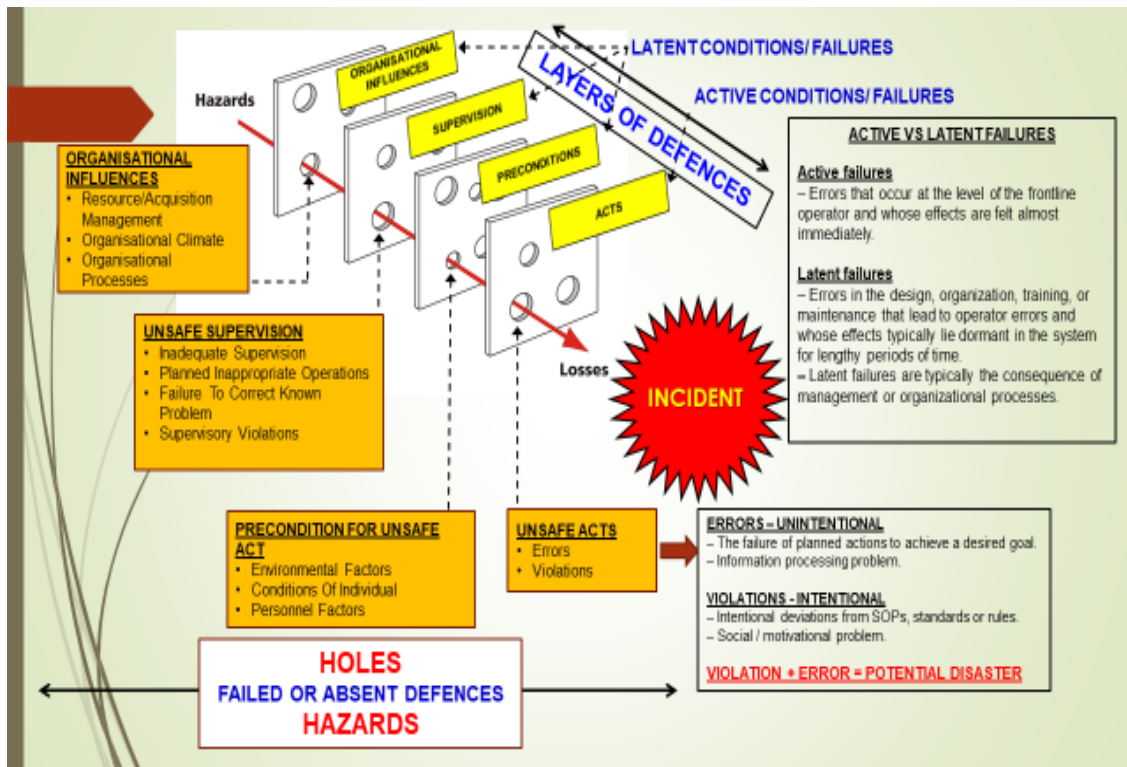 LATENT CONDITIONS/ FAILURES
ACTIVE CONDITIONS/ FAILURES
LAYERS OF DEFENCES
ORGANISATIONAL
INFLUENCES
SUPERVISION
PRECONDITIONS
ACTS
Hazards
Losses
ORGANISATIONAL
INFLUENCES
• Resource/Acquisition
Management
• Organisational Climate
• Organisational
Processes
UNSAFE SUPERVISION
• Inadequate Supervision
• Planned Inappropriate Operations
• Failure To Correct Known
Problem
• Supervisory Violations
PRECONDITION FOR UNSAFE
ACT
• Environmental Factors
• Conditions Of Individual
• Personnel Factors
UNSAFE ACTS
• Errors
• Violations
INCIDENT
ACTIVE VS LATENT FAILURES
Active failures
– Errors that occur at the level of the frontline
operator and whose effects are felt almost
immediately.
Latent failures
– Errors in the design, organization, training, or
maintenance that lead to operator errors and
whose effects typically lie dormant in the system
for lengthy periods of time.
– Latent failures are typically the consequence of
management or organizational processes.
ERRORS – UNINTENTIONAL
– The failure of planned actions to achieve a desired goal.
– Information processing problem.
VIOLATIONS - INTENTIONAL
– Intentional deviations from SOPs, standards or rules.
– Social / motivational problem.
VIOLATION + ERROR = POTENTIAL DISASTER
HOLES
FAILED OR ABSENT DEFENCES
HAZARDS